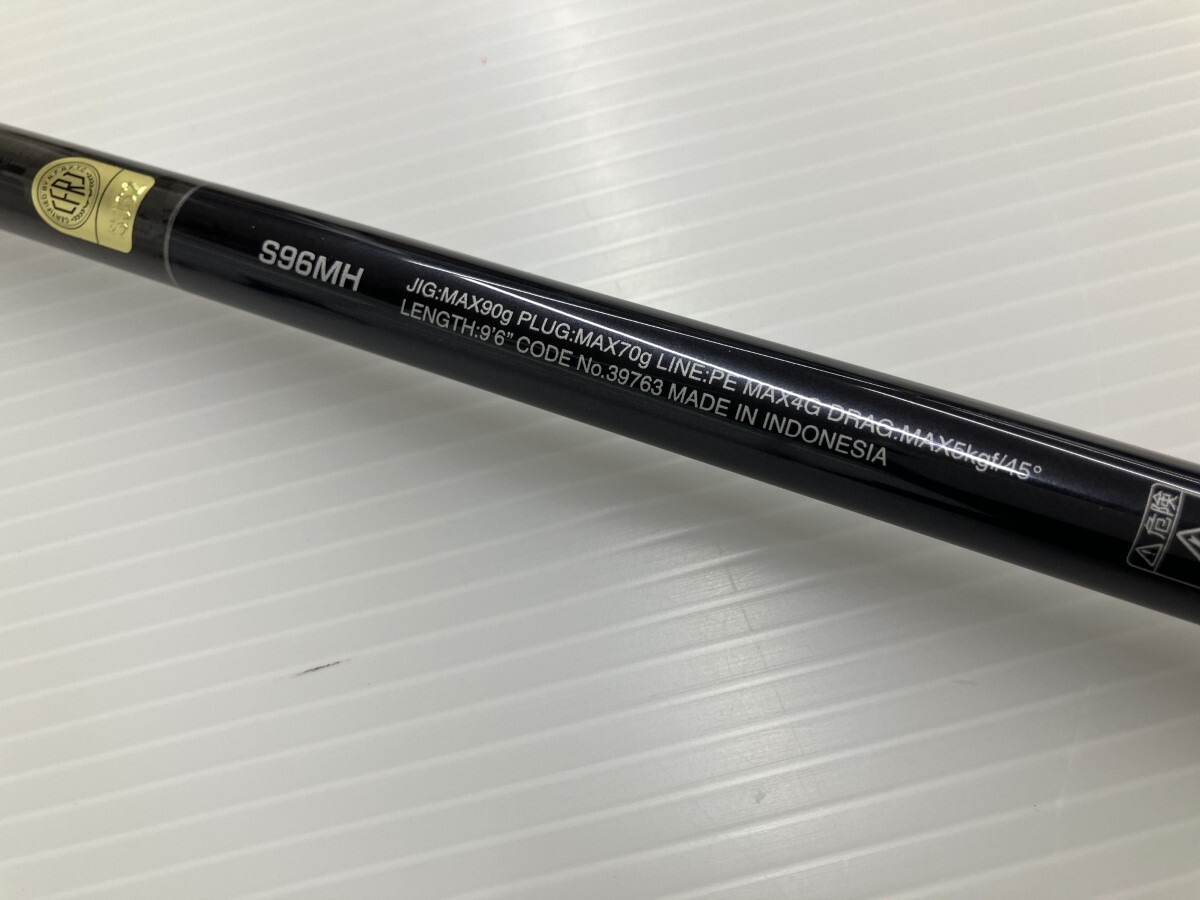 CFRJ
S96MH
JIG:MAX90g PLUG:MAX70g LINE:PE MAX4G DRAG:MAX5kgf/45°
LENGTH:9'6" CODE No.39763 MADE IN INDONESIA
⚠危険